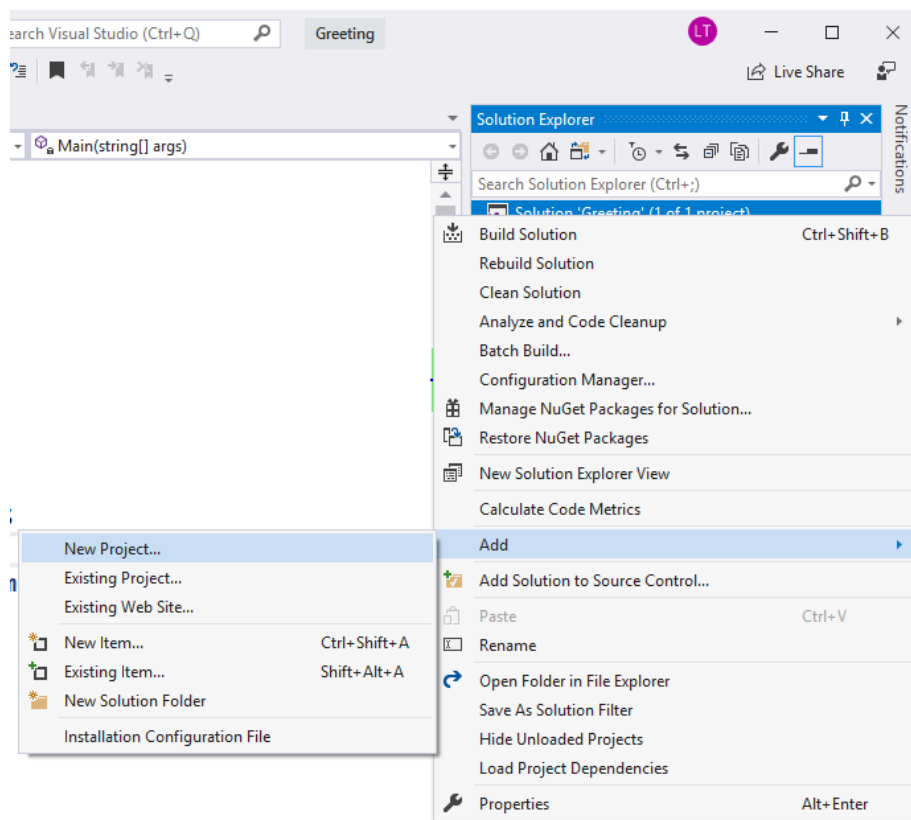 earch Visual Studio (Ctrl+Q)
Greeting
LT
Live Share
Solution Explorer
Notifications
Main(string[] args)
Search Solution Explorer (Ctrl+;)
Solution 'Greeting' (1 of 1 project)
Build Solution Ctrl+Shift+B
Rebuild Solution
Clean Solution
Analyze and Code Cleanup
Batch Build...
Configuration Manager...
Manage NuGet Packages for Solution...
Restore NuGet Packages
New Solution Explorer View
Calculate Code Metrics
Add
Add Solution to Source Control...
Paste Ctrl+V
Rename
Open Folder in File Explorer
Save As Solution Filter
Hide Unloaded Projects
Load Project Dependencies
Properties Alt+Enter
New Project...
Existing Project...
Existing Web Site...
New Item... Ctrl+Shift+A
Existing Item... Shift+Alt+A
New Solution Folder
Installation Configuration File